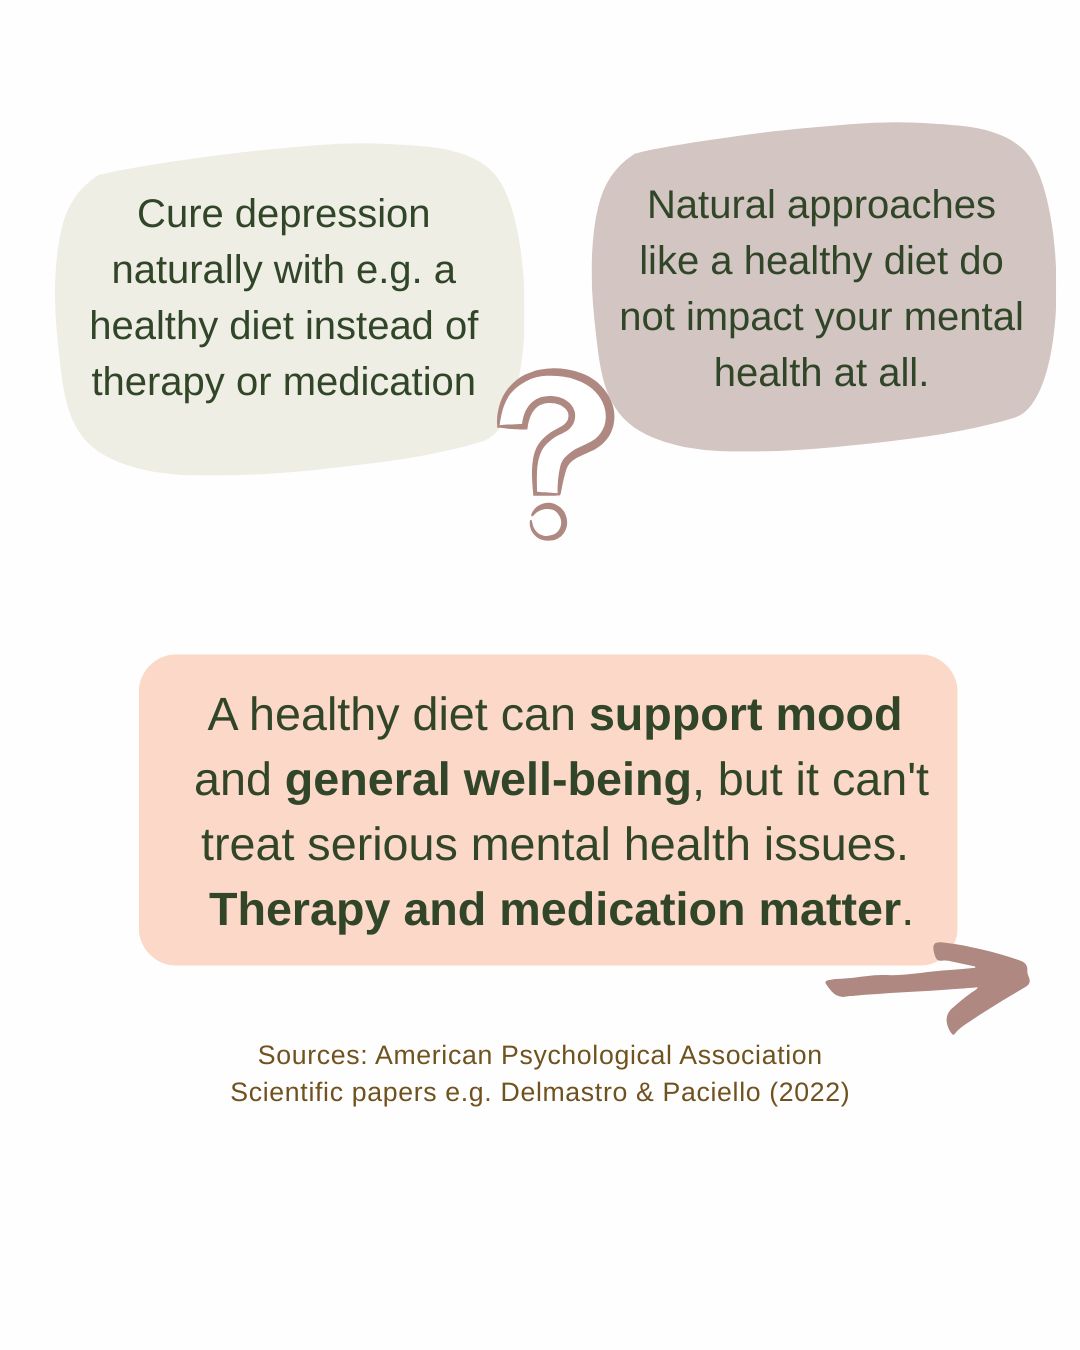 Cure depression
naturally with e.g. a
healthy diet instead of
therapy or medication
Natural approaches
like a healthy diet do
not impact your mental
health at all.
?
A healthy diet can support mood
and general well-being, but it can't
treat serious mental health issues.
Therapy and medication matter.
Sources: American Psychological Association
Scientific papers e.g. Delmastro & Paciello (2022)